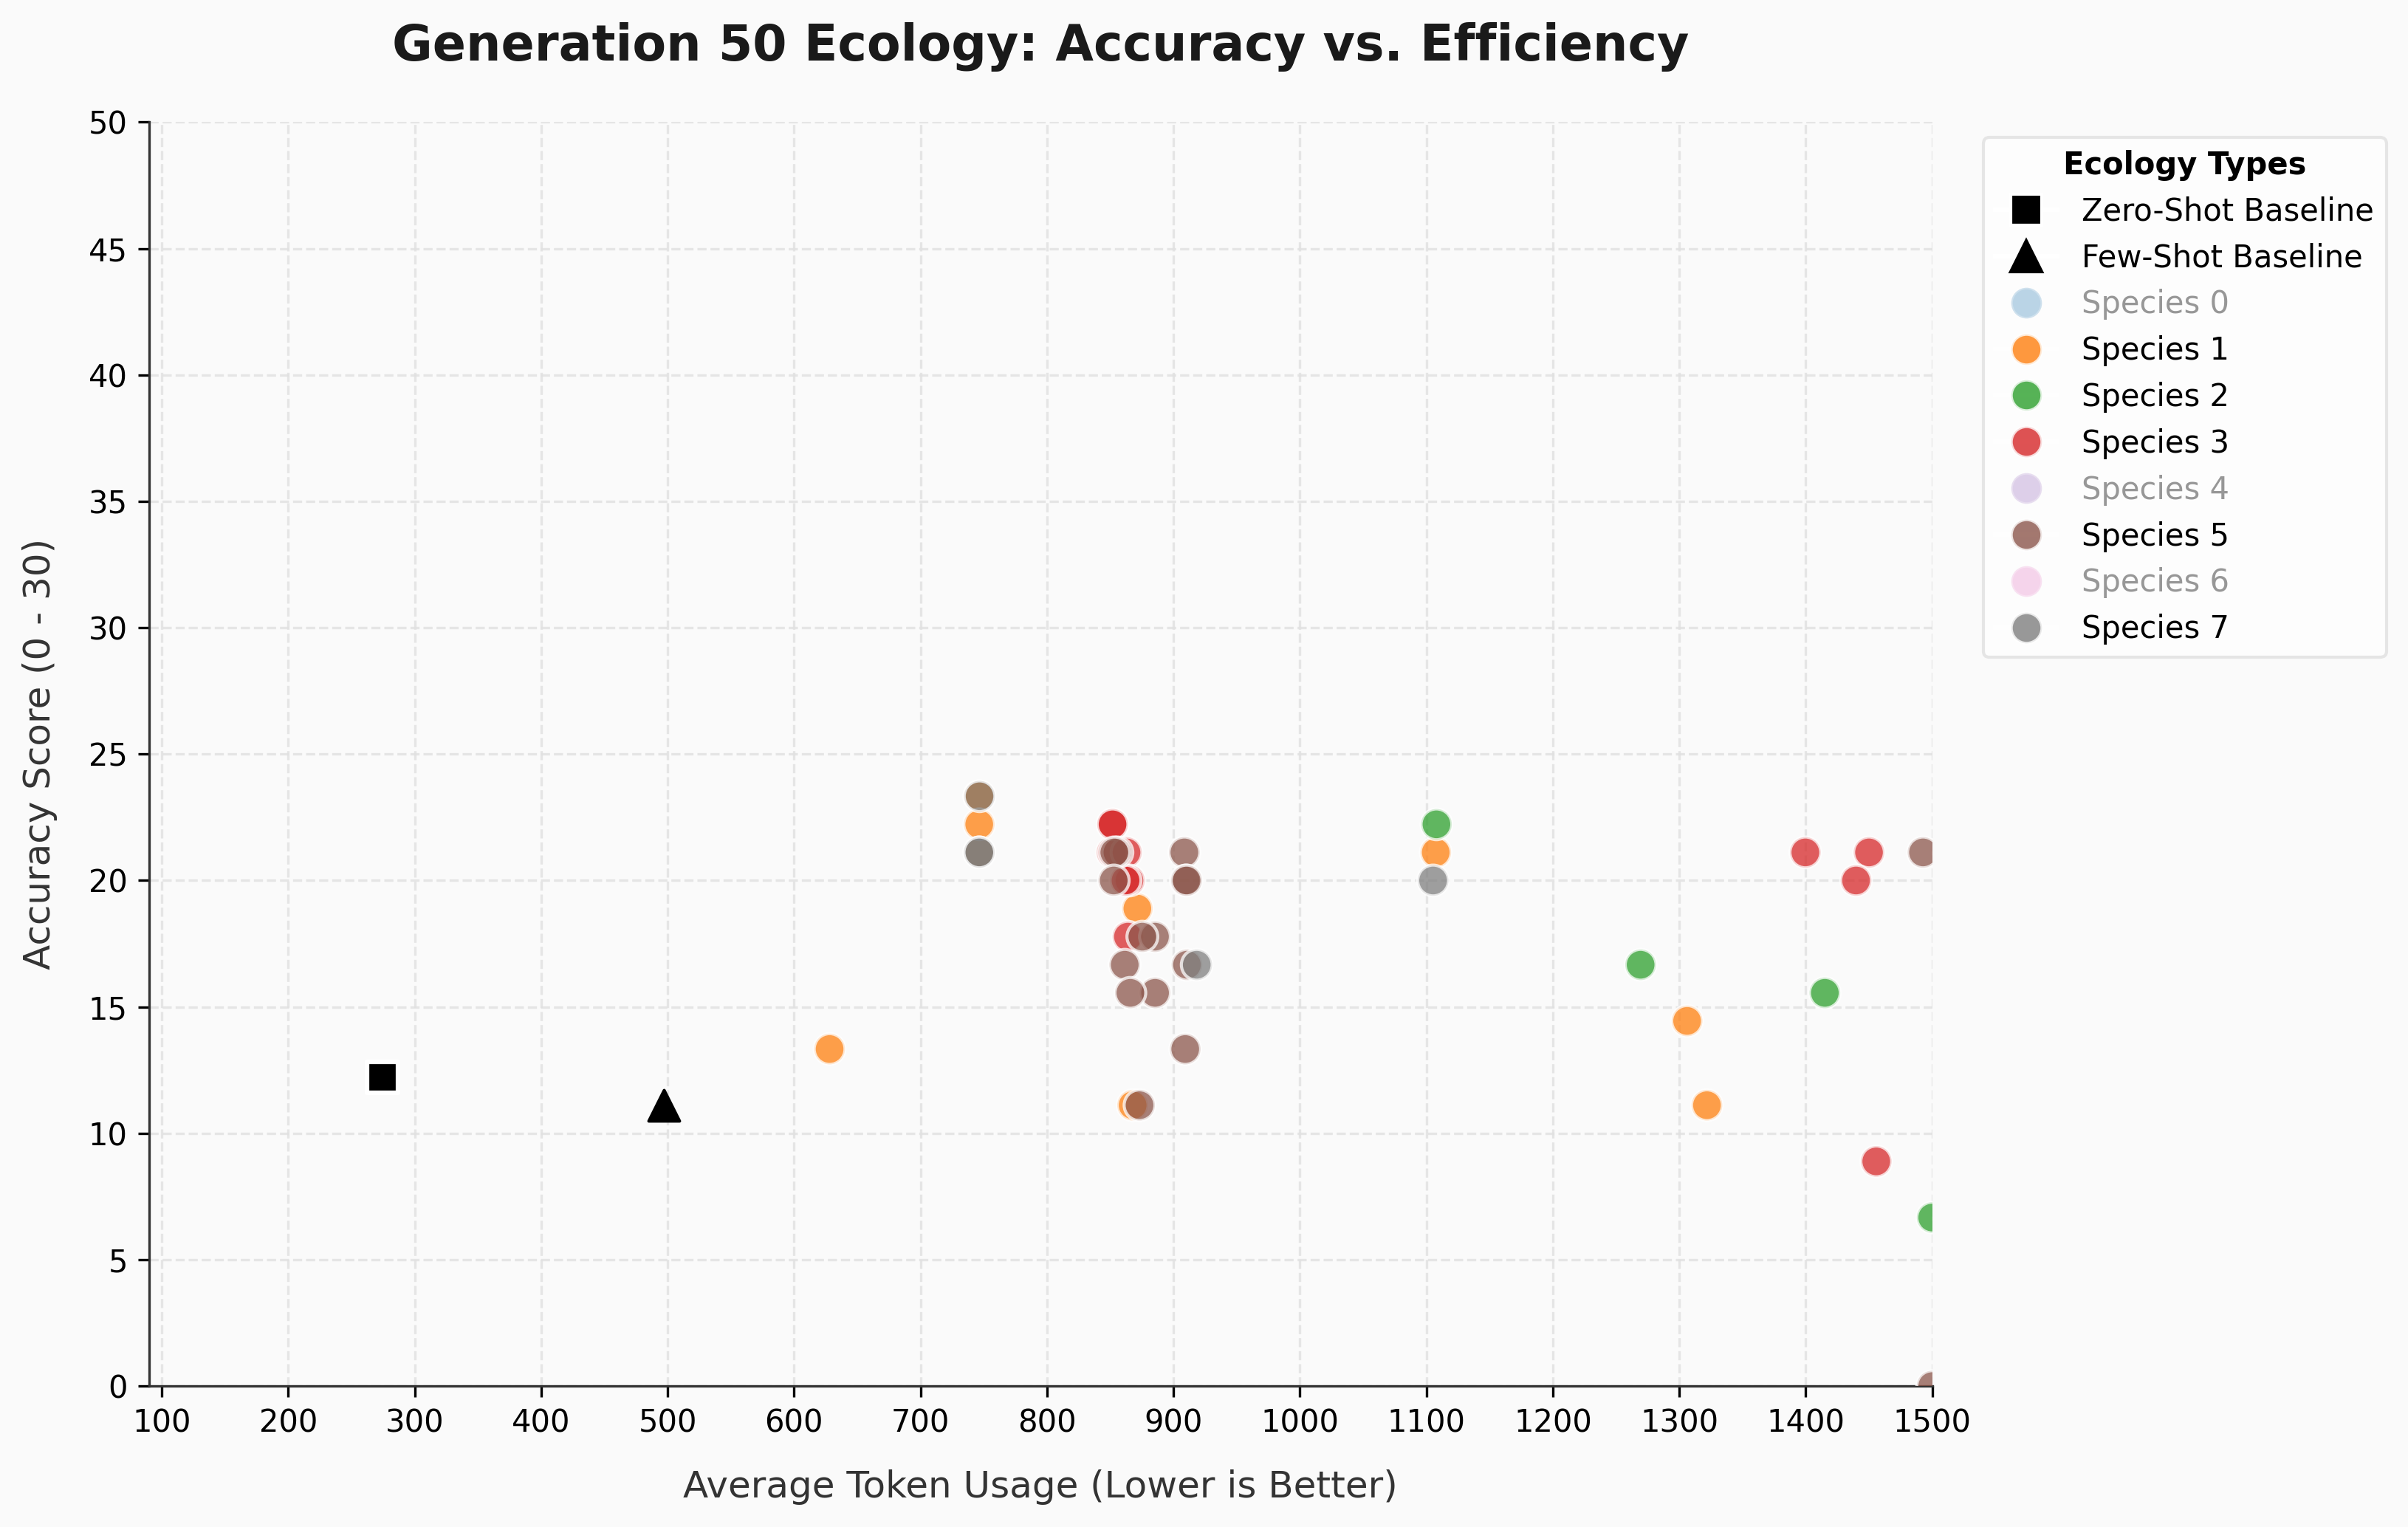 Generation 50 Ecology: Accuracy vs. Efficiency
Accuracy Score (0 - 30)
50
45
40
35
30
25
20
15
10
5
0
100 200 300 400 500 600 700 800 900 1000 1100 1200 1300 1400 1500
Average Token Usage (Lower is Better)
Ecology Types
Zero-Shot Baseline
Few-Shot Baseline
Species 0
Species 1
Species 2
Species 3
Species 4
Species 5
Species 6
Species 7